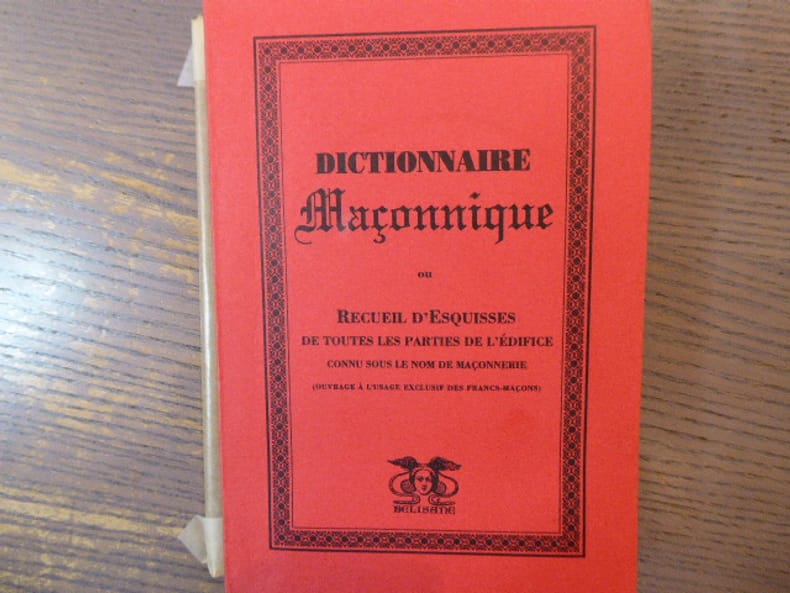 DICTIONNAIRE
Maçonnique
OU
RECUEIL D'ESQUISSES
DE TOUTES LES PARTIES DE L'ÉDIFICE
CONNU SOUS LE NOM DE MAÇONNERIE
(OUVRAGE À L'USAGE EXCLUSIF DES FRANCS-MAÇONS)
BELISANE